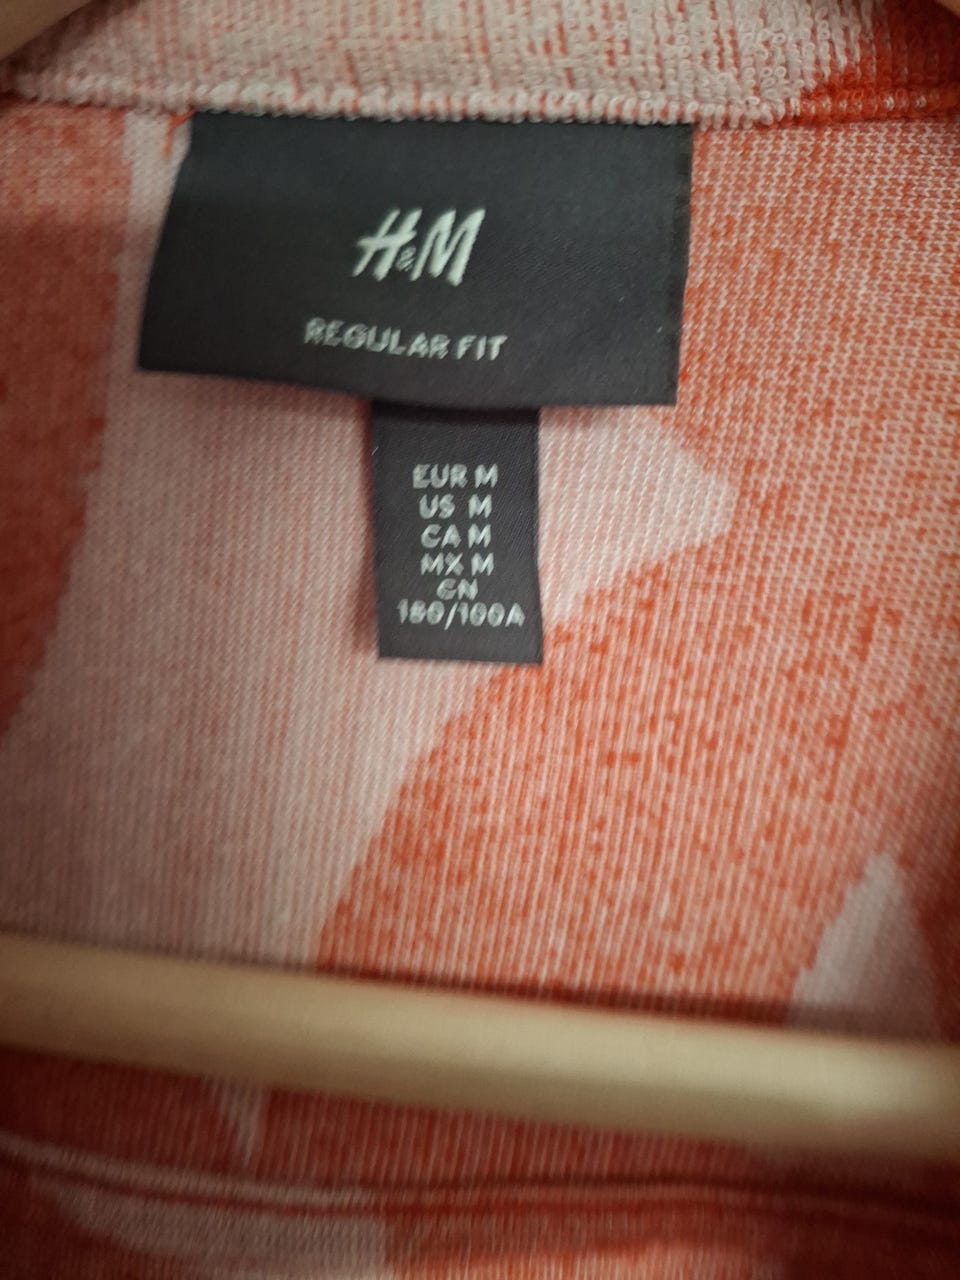 H&M
REGULAR FIT
EUR M
US M
CA M
MX M
CN
180/100A